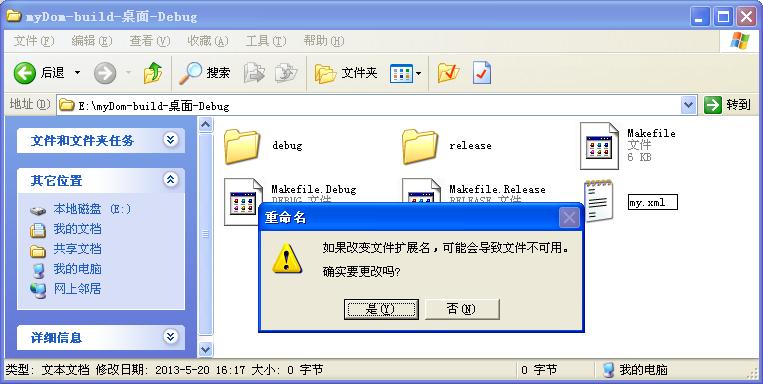 myDom-build-桌面-Debug
文件(F) 编辑(E) 查看(V) 收藏(A) 工具(T) 帮助(H)
后退 搜索 文件夹
地址(D) E:\myDom-build-桌面-Debug 转到
文件和文件夹任务
其它位置
本地磁盘 (E:)
我的文档
共享文档
我的电脑
网上邻居
详细信息
debug
release
Makefile
文件
6 KB
Makefile.Debug
DEBUG 文件
Makefile.Release
RELEASE 文件
my.xml
重命名
如果改变文件扩展名，可能会导致文件不可用。
确实要更改吗?
是(Y) 否(N)
类型: 文本文档 修改日期: 2013-5-20 16:17 大小: 0 字节 0 字节 我的电脑